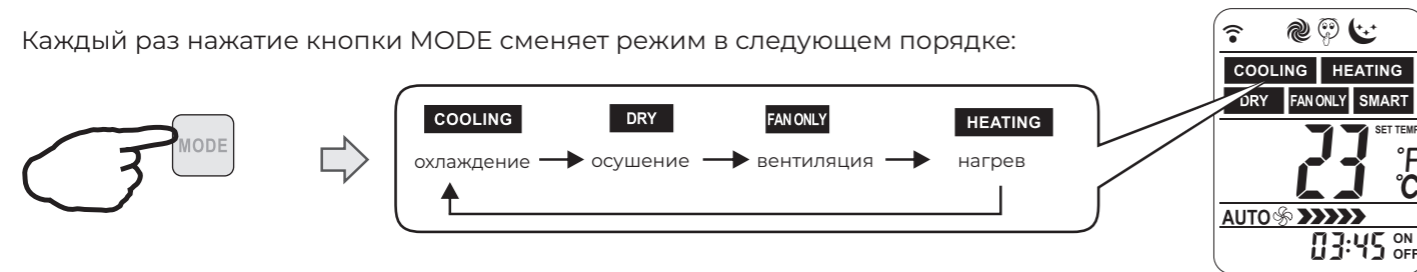 Каждый раз нажатие кнопки MODE сменяет режим в следующем порядке:
MODE
COOLING DRY FAN ONLY HEATING
охлаждение осушение вентиляция нагрев
COOLING HEATING
DRY FAN ONLY SMART
SET TEMP
23 °F
°C
AUTO
03:45 ON
OFF